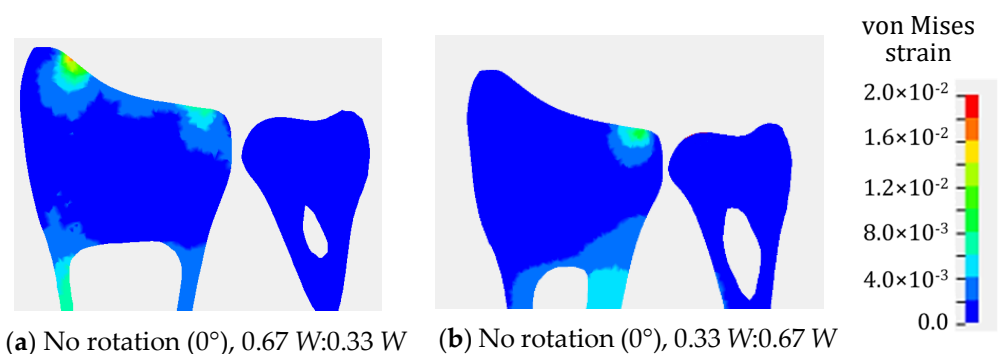 von Mises
strain
2.0×10⁻²
1.6×10⁻²
1.2×10⁻²
8.0×10⁻³
4.0×10⁻³
0.0
(a) No rotation (0°), 0.67 W:0.33 W
(b) No rotation (0°), 0.33 W:0.67 W